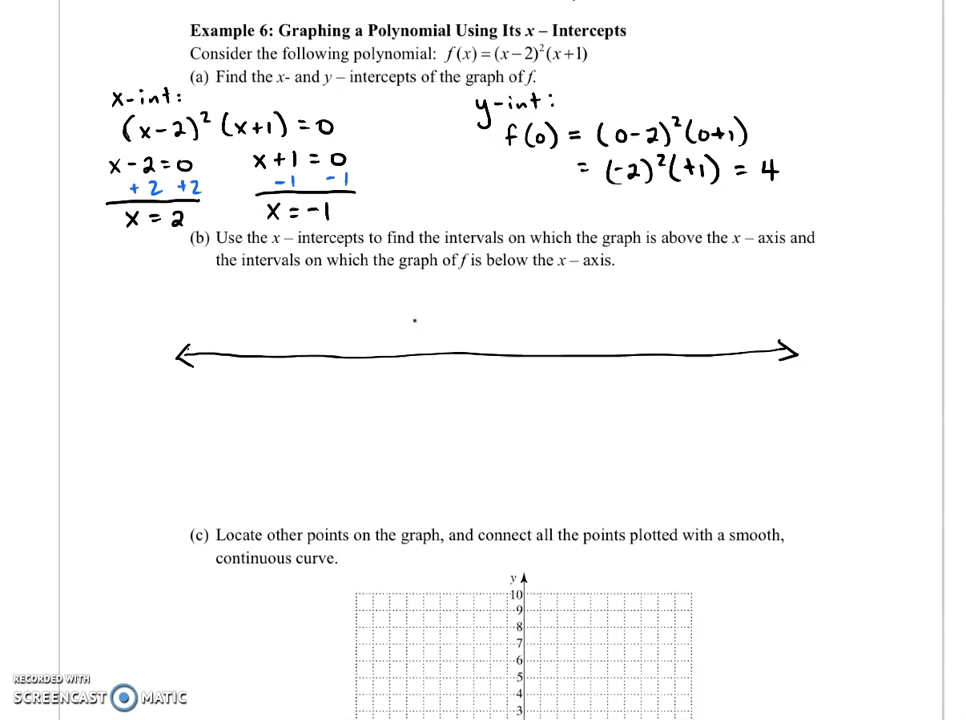 Example 6: Graphing a Polynomial Using Its x – Intercepts
Consider the following polynomial: f(x)=(x−2)²(x+1)
(a) Find the x- and y – intercepts of the graph of f.
x-int:
(x-2)² (x+1) = 0
x - 2 = 0
+2 +2
x = 2
x + 1 = 0
-1 -1
x = -1
y-int:
f(0) = (0-2)²(0+1)
= (-2)²(+1) = 4
(b) Use the x – intercepts to find the intervals on which the graph is above the x – axis and
the intervals on which the graph of f is below the x – axis.
(c) Locate other points on the graph, and connect all the points plotted with a smooth,
continuous curve.
y
10
9
8
7
6
5
4
3
RECORDED WITH
SCREENCAST MATIC